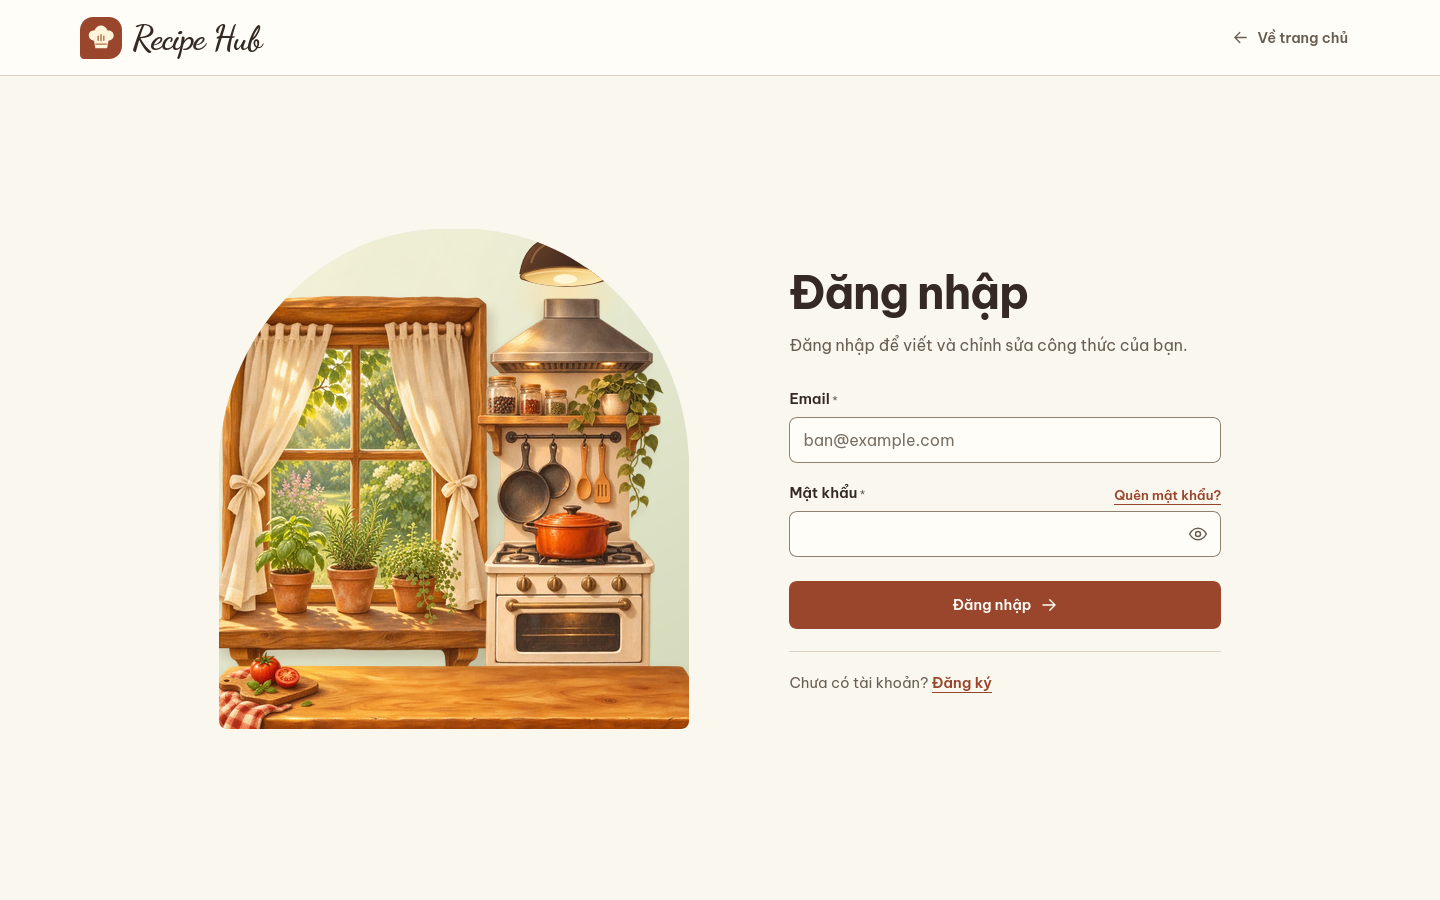 Recipe Hub
Về trang chủ
Đăng nhập
Đăng nhập để viết và chỉnh sửa công thức của bạn.
Email *
ban@example.com
Mật khẩu *
Quên mật khẩu?
Đăng nhập
Chưa có tài khoản? Đăng ký